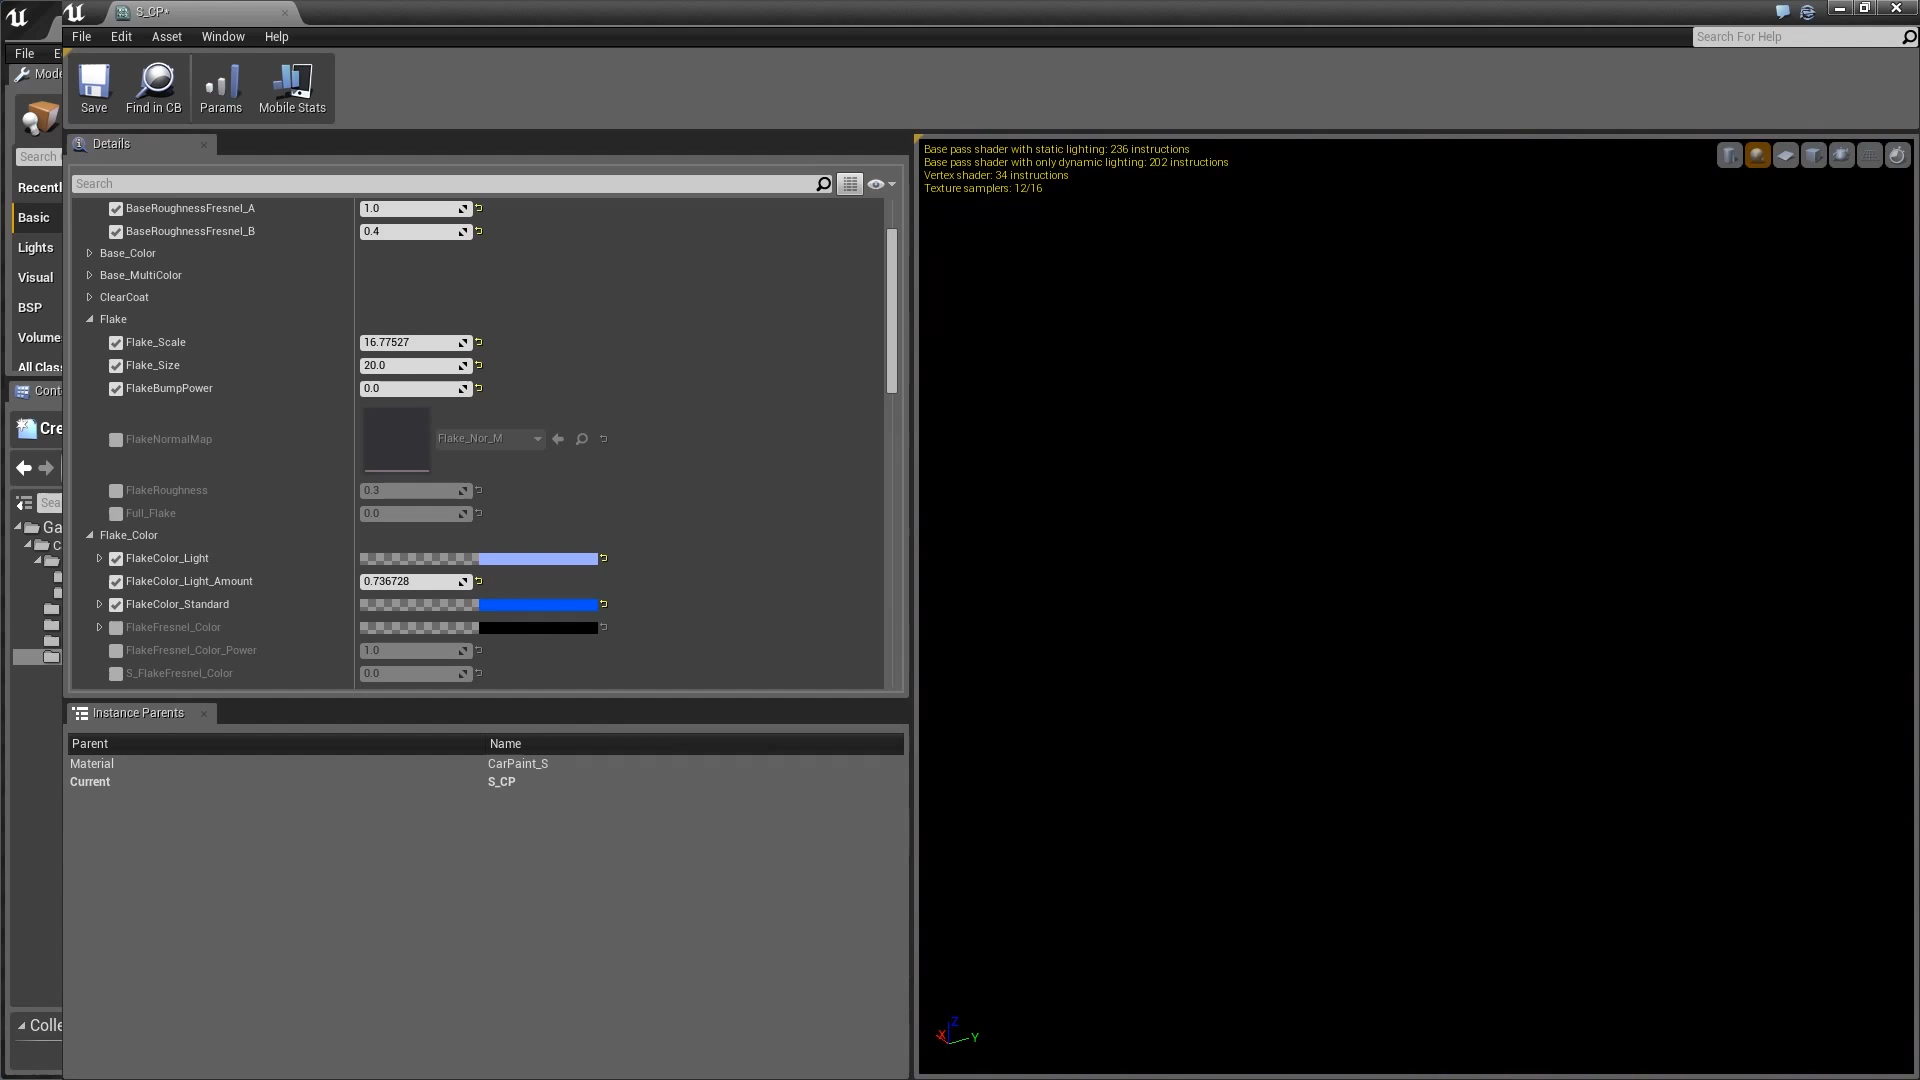 S_CP*
File Edit Asset Window Help
Search For Help
File
Save Find in CB Params Mobile Stats
Details
Search
BaseRoughnessFresnel_A 1.0
BaseRoughnessFresnel_B 0.4
Base_Color
Base_MultiColor
ClearCoat
Flake
Flake_Scale 16.77527
Flake_Size 20.0
FlakeBumpPower 0.0
FlakeNormalMap Flake_Nor_M
FlakeRoughness 0.3
Full_Flake 0.0
Flake_Color
FlakeColor_Light
FlakeColor_Light_Amount 0.736728
FlakeColor_Standard
FlakeFresnel_Color
FlakeFresnel_Color_Power 1.0
S_FlakeFresnel_Color 0.0
Instance Parents
Parent Name
Material CarPaint_S
Current S_CP
Base pass shader with static lighting: 236 instructions
Base pass shader with only dynamic lighting: 202 instructions
Vertex shader: 34 instructions
Texture samplers: 12/16
Z
X Y
Mode
Search
Recentl
Basic
Lights
Visual
BSP
Volume
All Clas
Cont
Cre
Sea
Ga
C
Colle